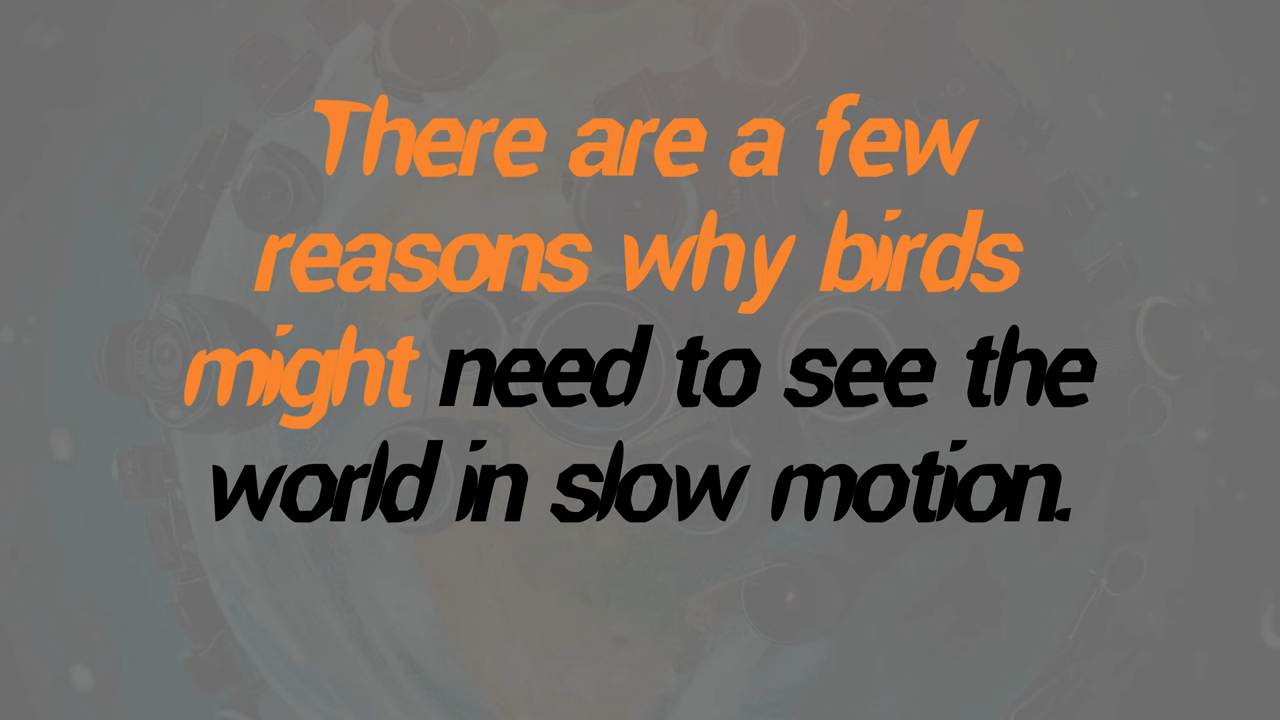 There are a few
reasons why birds
might need to see the
world in slow motion.